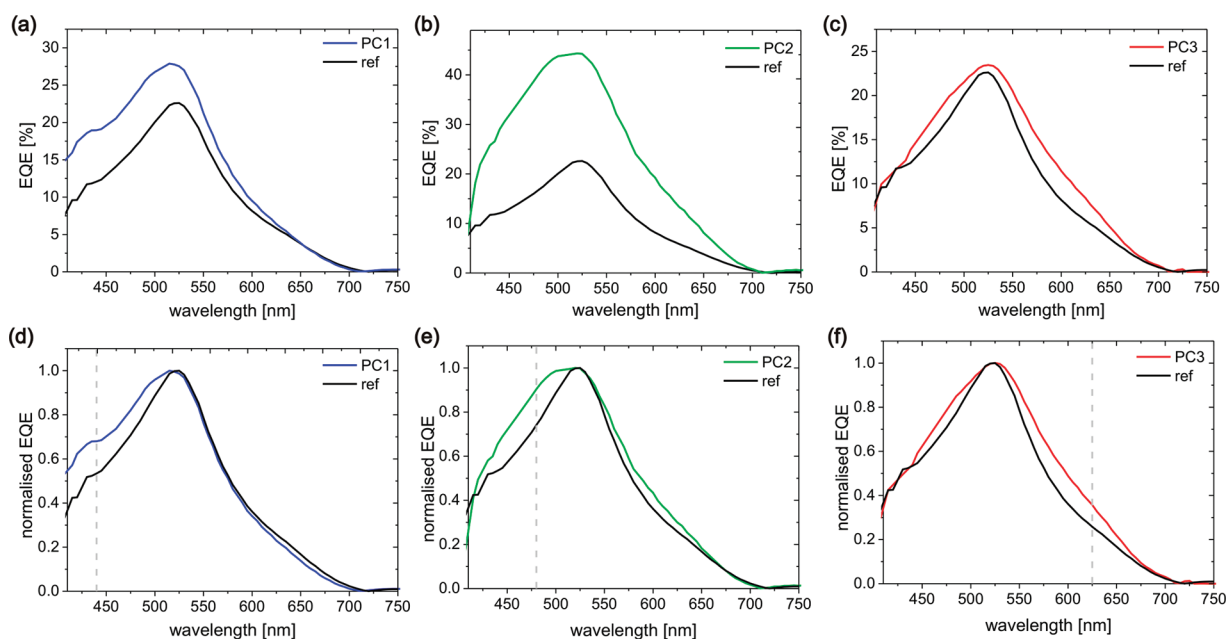 (a)
PC1
ref
30
25
20
15
10
5
0
EQE [%]
450 500 550 600 650 700 750
wavelength [nm]
(b)
PC2
ref
40
20
0
EQE [%]
450 500 550 600 650 700 750
wavelength [nm]
(c)
PC3
ref
25
20
15
10
5
0
EQE [%]
450 500 550 600 650 700 750
wavelength [nm]
(d)
PC1
ref
1.0
0.8
0.6
0.4
0.2
0.0
normalised EQE
450 500 550 600 650 700 750
wavelength [nm]
(e)
PC2
ref
1.0
0.8
0.6
0.4
0.2
0.0
normalised EQE
450 500 550 600 650 700 750
wavelength [nm]
(f)
PC3
ref
1.0
0.8
0.6
0.4
0.2
0.0
normalised EQE
450 500 550 600 650 700 750
wavelength [nm]